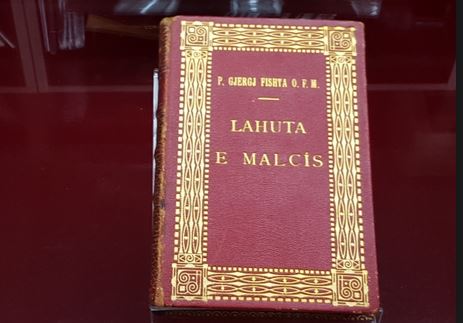 P. GJERGJ FISHTA O. F. M.
LAHUTA
E MALCÍS